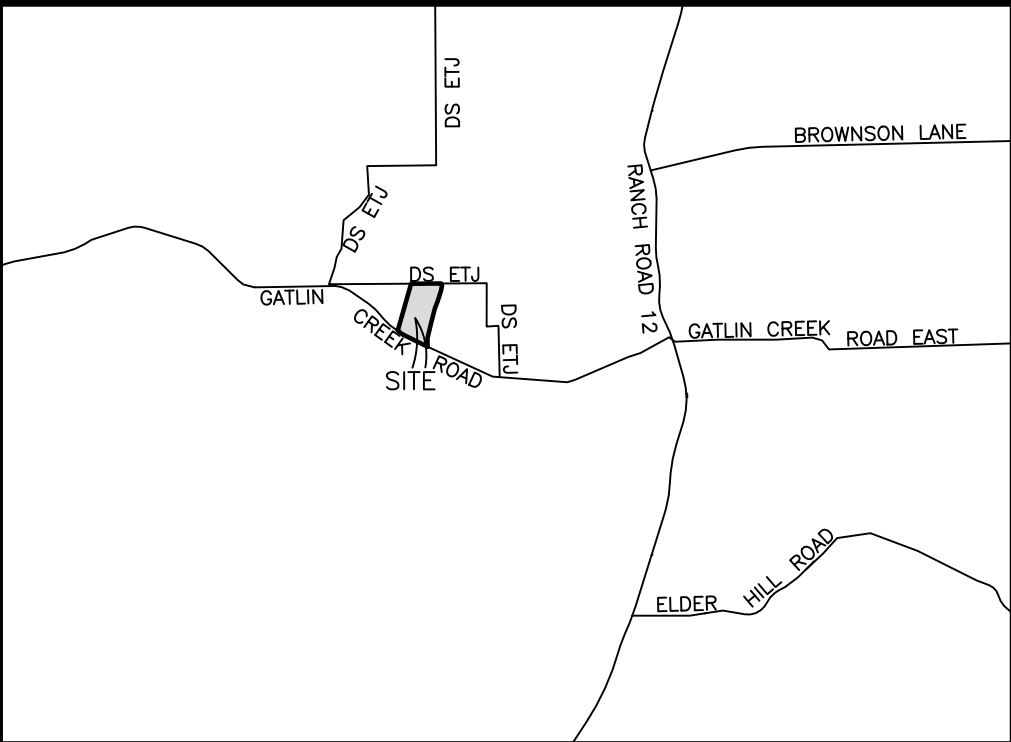 DS ETJ
BROWNSON LANE
RANCH ROAD 12
DS ETJ
DS ETJ
GATLIN
CREEK
ROAD
DS ETJ
GATLIN CREEK
ROAD EAST
SITE
HILL ROAD
ELDER